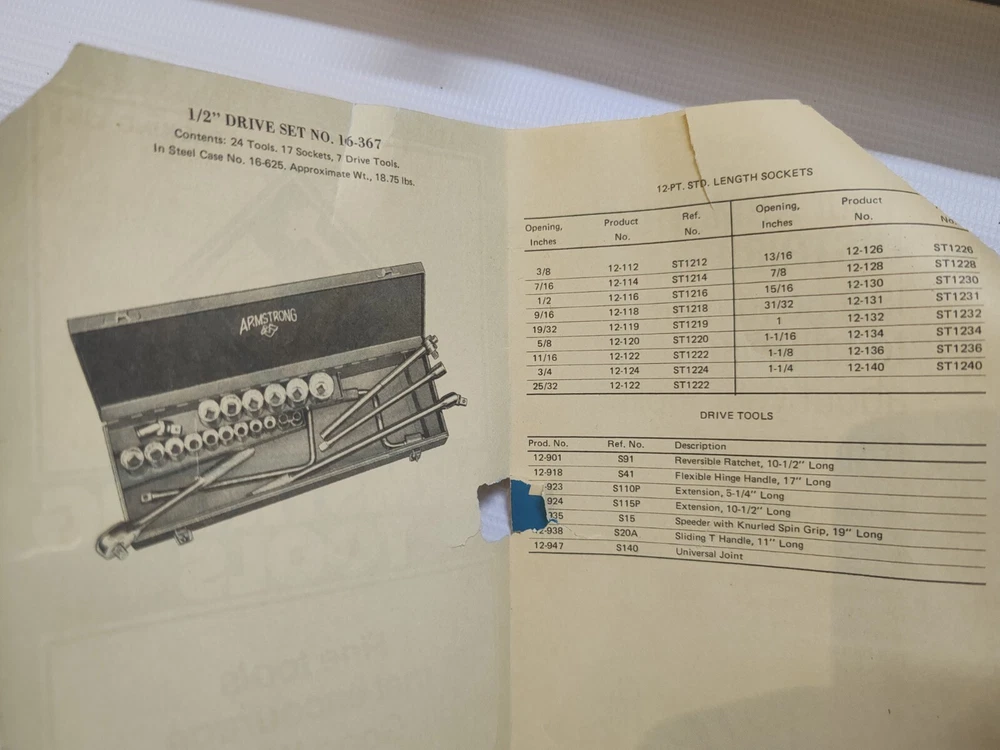 1/2” DRIVE SET NO. 16-367
Contents: 24 Tools. 17 Sockets, 7 Drive Tools.
In Steel Case No. 16-625. Approximate Wt., 18.75 lbs.
ARMSTRONG
12-PT. STD. LENGTH SOCKETS
Opening, Inches Product No. Ref. No. Opening, Inches Product No. No.
3/8 12-112 ST1212 13/16 12-126 ST1226
7/16 12-114 ST1214 7/8 12-128 ST1228
1/2 12-116 ST1216 15/16 12-130 ST1230
9/16 12-118 ST1218 31/32 12-131 ST1231
19/32 12-119 ST1219 1 12-132 ST1232
5/8 12-120 ST1220 1-1/16 12-134 ST1234
11/16 12-122 ST1222 1-1/8 12-136 ST1236
3/4 12-124 ST1224 1-1/4 12-140 ST1240
25/32 12-122 ST1222
DRIVE TOOLS
Prod. No. Ref. No. Description
12-901 S91 Reversible Ratchet, 10-1/2” Long
12-918 S41 Flexible Hinge Handle, 17” Long
-923 S110P Extension, 5-1/4” Long
924 S115P Extension, 10-1/2” Long
935 S15 Speeder with Knurled Spin Grip, 19” Long
12-938 S20A Sliding T Handle, 11” Long
12-947 S140 Universal Joint